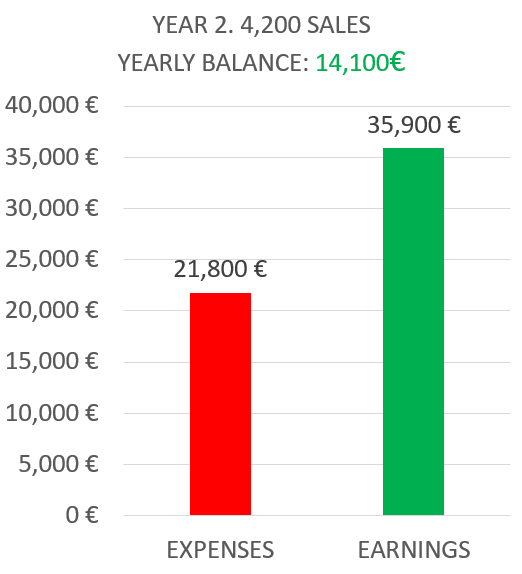 YEAR 2. 4,200 SALES
YEARLY BALANCE: 14,100€
40,000 €
35,900 €
35,000 €
30,000 €
25,000 €
21,800 €
20,000 €
15,000 €
10,000 €
5,000 €
0 €
EXPENSES
EARNINGS